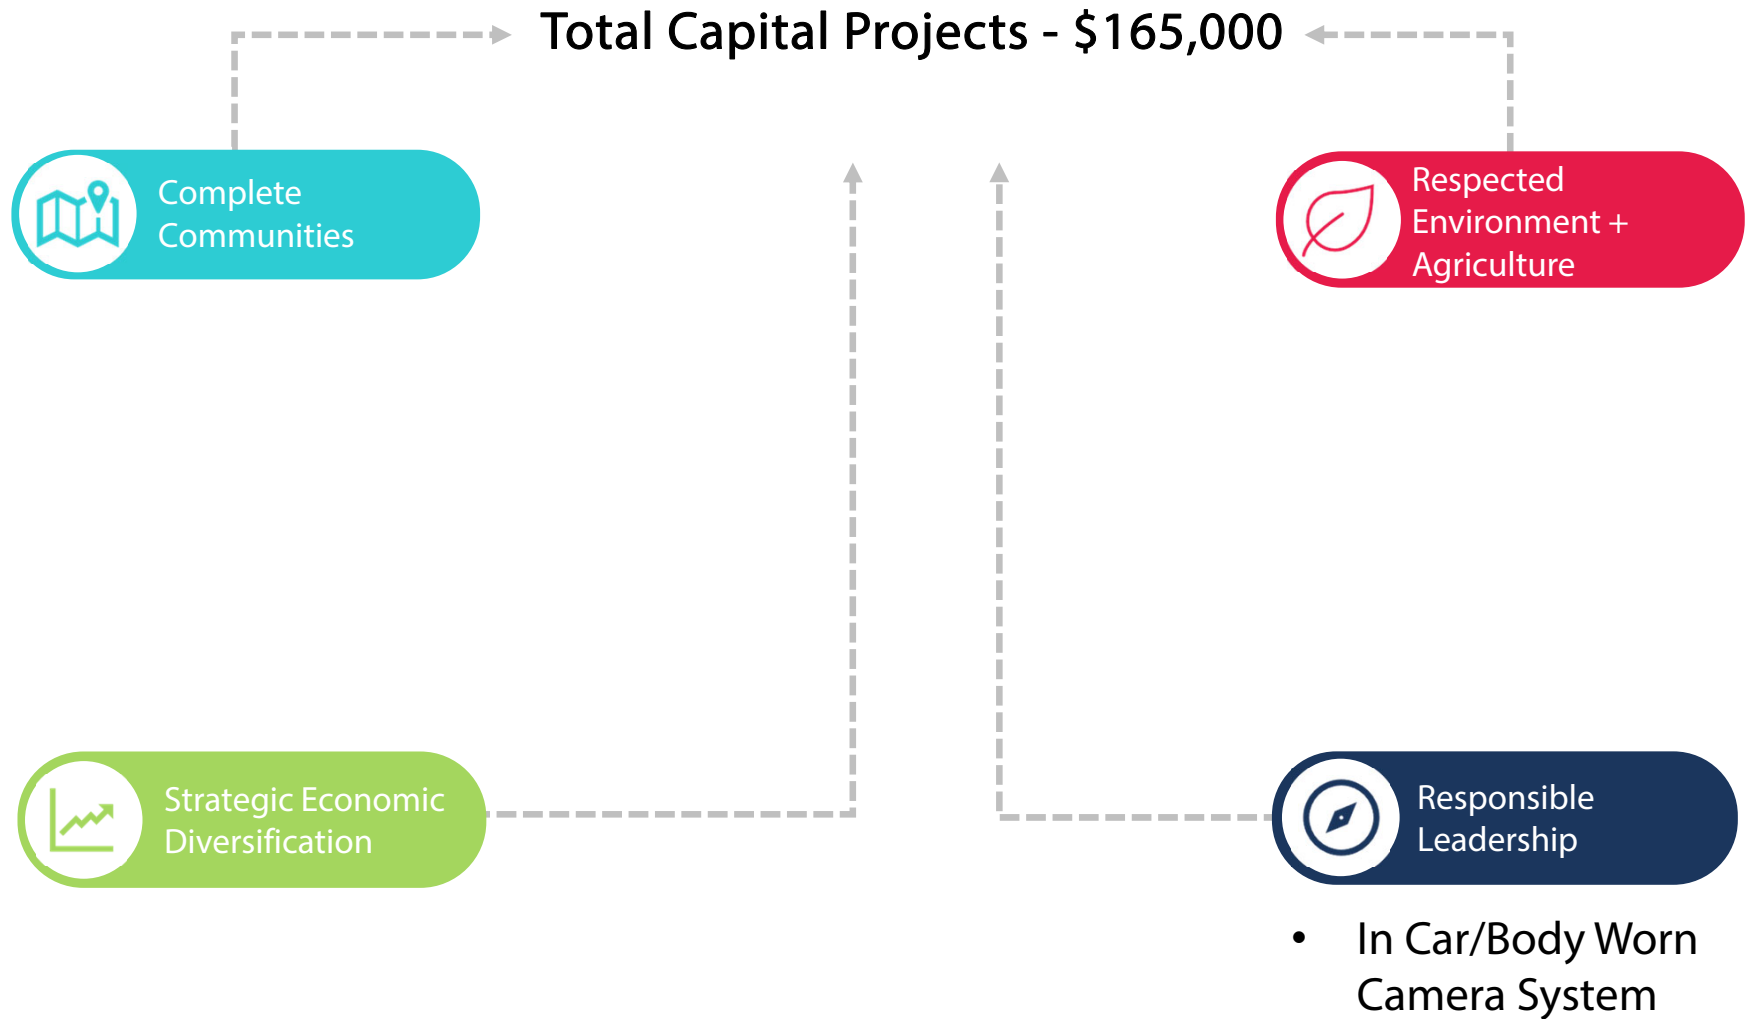 Total Capital Projects - $165,000
Complete
Communities
Respected
Environment +
Agriculture
Strategic Economic
Diversification
Responsible
Leadership
• In Car/Body Worn
Camera System